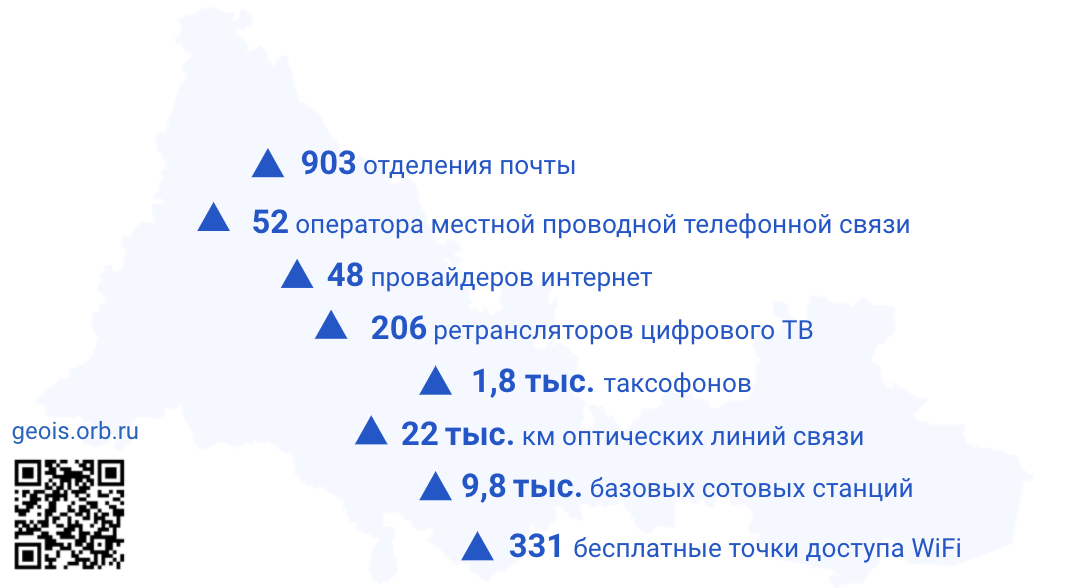 903 отделения почты
52 оператора местной проводной телефонной связи
48 провайдеров интернет
206 ретрансляторов цифрового ТВ
1,8 тыс. таксофонов
22 тыс. км оптических линий связи
9,8 тыс. базовых сотовых станций
331 бесплатные точки доступа WiFi
geois.orb.ru